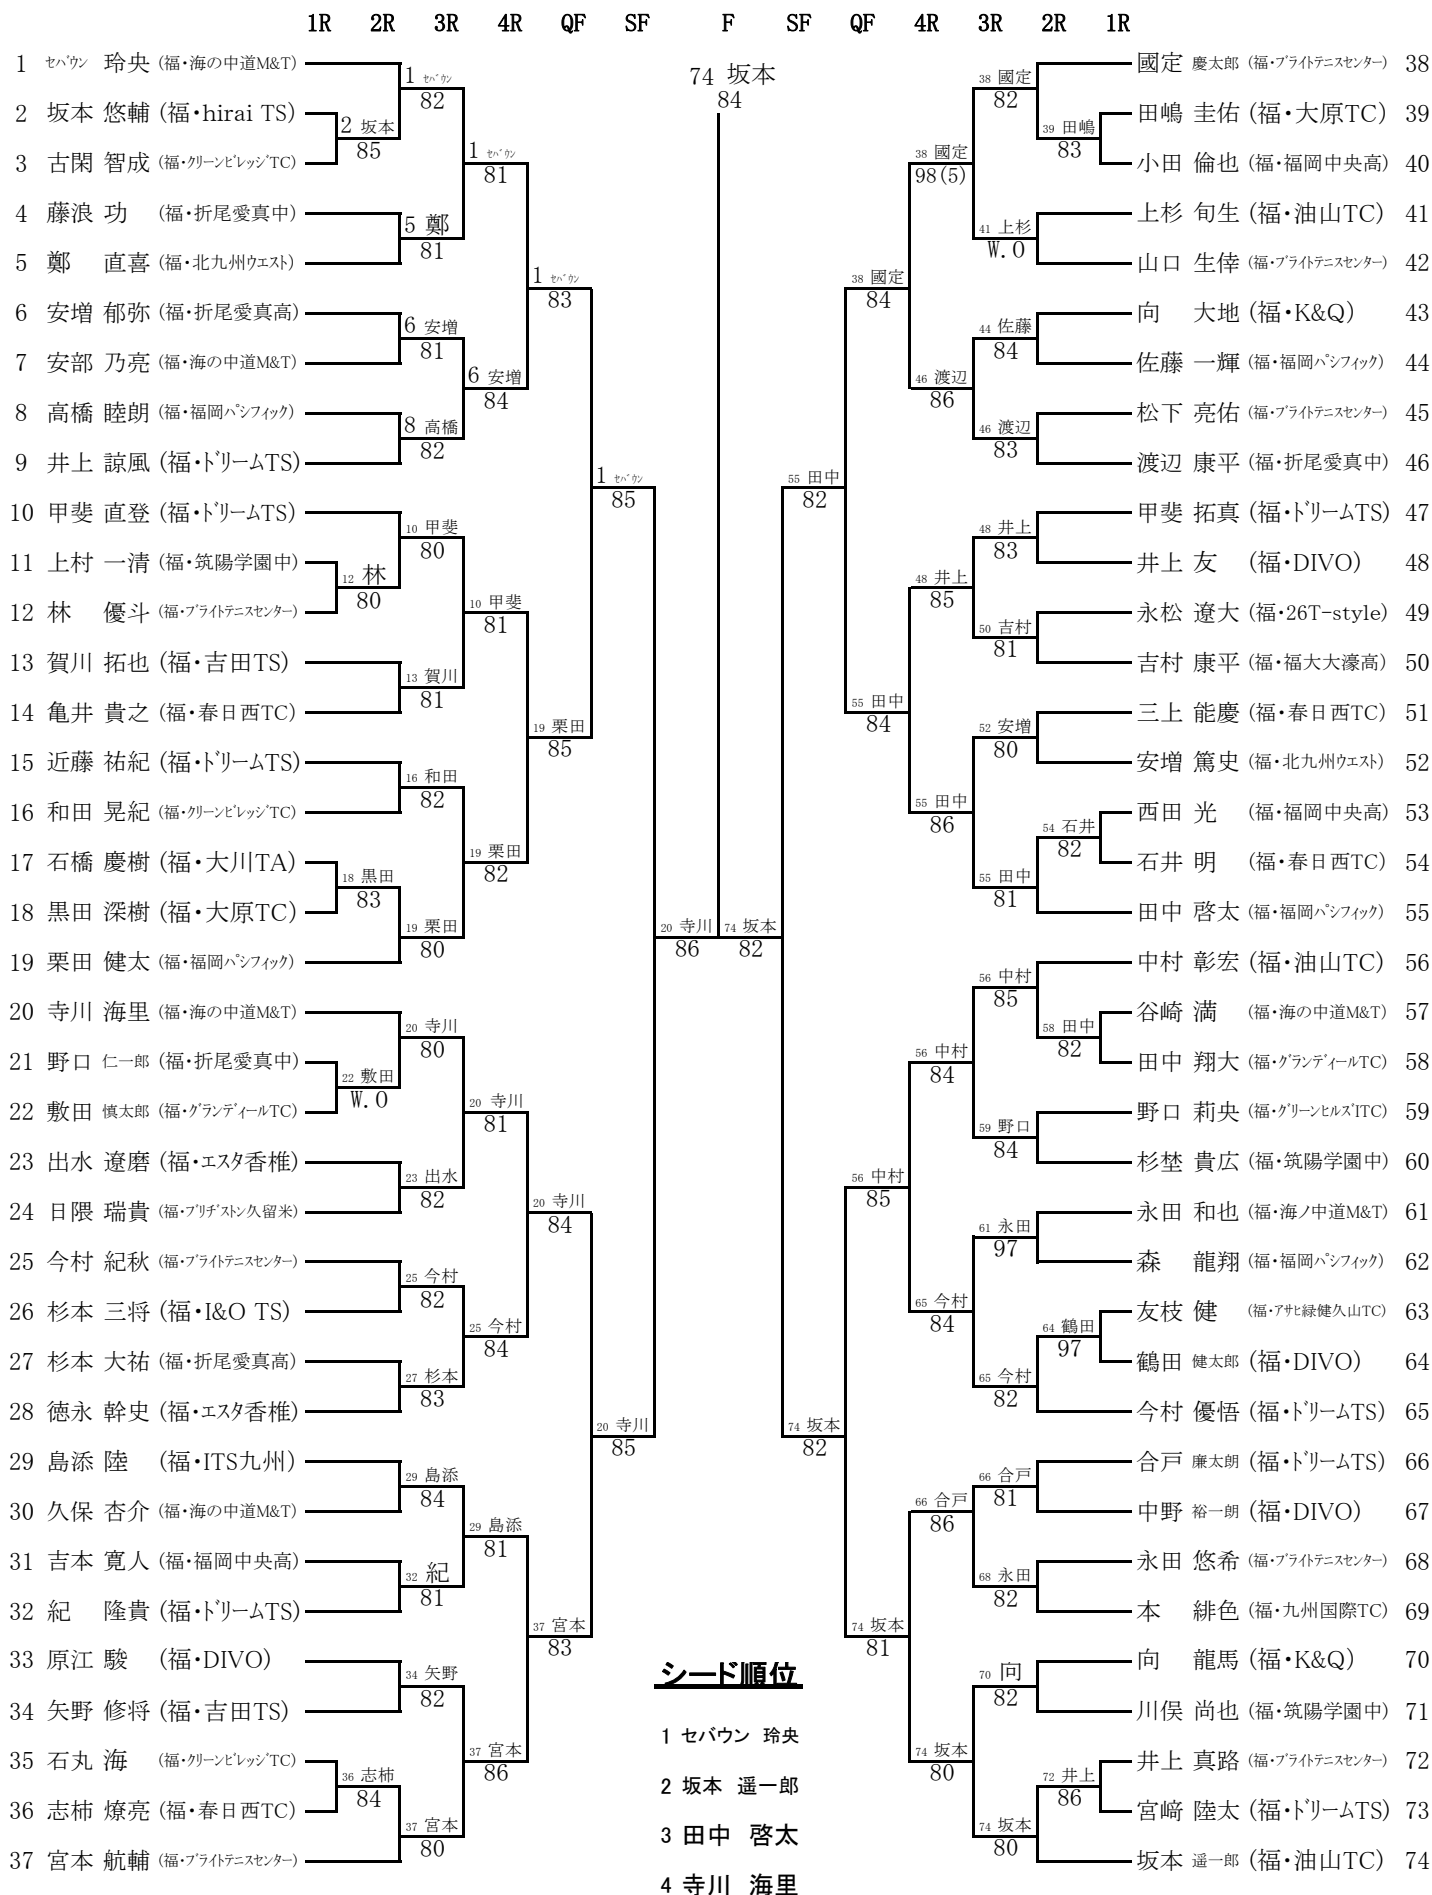 1R 2R 3R 4R QF SF F SF QF 4R 3R 2R 1R
1 セバウン 玲央 (福・海の中道M&T)
2 坂本 悠輔 (福・hirai TS)
3 古閑 智成 (福・クリーンビレッジTC)
4 藤浪 功 (福・折尾愛真中)
5 鄭 直喜 (福・北九州ウエスト)
6 安増 郁弥 (福・折尾愛真高)
7 安部 乃亮 (福・海の中道M&T)
8 高橋 睦朗 (福・福岡パシフィック)
9 井上 諒風 (福・ドリームTS)
10 甲斐 直登 (福・ドリームTS)
11 上村 一清 (福・筑陽学園中)
12 林 優斗 (福・ブライトテニスセンター)
13 賀川 拓也 (福・吉田TS)
14 亀井 貴之 (福・春日西TC)
15 近藤 祐紀 (福・ドリームTS)
16 和田 晃紀 (福・クリーンビレッジTC)
17 石橋 慶樹 (福・大川TA)
18 黒田 深樹 (福・大原TC)
19 栗田 健太 (福・福岡パシフィック)
20 寺川 海里 (福・海の中道M&T)
21 野口 仁一郎 (福・折尾愛真中)
22 敷田 慎太郎 (福・グランディールTC)
23 出水 遼磨 (福・エスタ香椎)
24 日隈 瑞貴 (福・ブリヂストン久留米)
25 今村 紀秋 (福・ブライトテニスセンター)
26 杉本 三将 (福・I&O TS)
27 杉本 大祐 (福・折尾愛真高)
28 徳永 幹史 (福・エスタ香椎)
29 島添 陸 (福・ITS九州)
30 久保 杏介 (福・海の中道M&T)
31 吉本 寛人 (福・福岡中央高)
32 紀 隆貴 (福・ドリームTS)
33 原江 駿 (福・DIVO)
34 矢野 修将 (福・吉田TS)
35 石丸 海 (福・クリーンビレッジTC)
36 志柿 燎亮 (福・春日西TC)
37 宮本 航輔 (福・ブライトテニスセンター)
2 坂本
85
12 林
80
18 黒田
83
22 敷田
W.O
36 志柿
84
1 セバウン
82
5 鄭
81
6 安増
81
8 高橋
82
10 甲斐
80
13 賀川
81
16 和田
82
19 栗田
80
20 寺川
80
23 出水
82
25 今村
82
27 杉本
83
29 島添
84
32 紀
81
34 矢野
82
37 宮本
80
1 セバウン
81
6 安増
84
10 甲斐
81
19 栗田
82
20 寺川
81
25 今村
84
29 島添
81
37 宮本
86
1 セバウン
83
19 栗田
85
20 寺川
84
37 宮本
83
1 セバウン
85
20 寺川
85
20 寺川
86
74 坂本
84
74 坂本
82
55 田中
82
74 坂本
82
38 國定
84
55 田中
84
56 中村
85
74 坂本
81
38 國定
98(5)
46 渡辺
86
48 井上
85
55 田中
86
56 中村
84
65 今村
84
66 合戸
86
74 坂本
80
38 國定
82
41 上杉
W.O
44 佐藤
84
46 渡辺
83
48 井上
83
50 吉村
81
52 安増
80
55 田中
81
56 中村
85
59 野口
84
61 永田
97
65 今村
82
66 合戸
81
68 永田
82
70 向
82
74 坂本
80
39 田嶋
83
54 石井
82
58 田中
82
64 鶴田
97
72 井上
86
國定 慶太郎 (福・ブライトテニスセンター) 38
田嶋 圭佑 (福・大原TC) 39
小田 倫也 (福・福岡中央高) 40
上杉 旬生 (福・油山TC) 41
山口 生倖 (福・ブライトテニスセンター) 42
向 大地 (福・K&Q) 43
佐藤 一輝 (福・福岡パシフィック) 44
松下 亮佑 (福・ブライトテニスセンター) 45
渡辺 康平 (福・折尾愛真中) 46
甲斐 拓真 (福・ドリームTS) 47
井上 友 (福・DIVO) 48
永松 遼大 (福・26T-style) 49
吉村 康平 (福・福大大濠高) 50
三上 能慶 (福・春日西TC) 51
安増 篤史 (福・北九州ウエスト) 52
西田 光 (福・福岡中央高) 53
石井 明 (福・春日西TC) 54
田中 啓太 (福・福岡パシフィック) 55
中村 彰宏 (福・油山TC) 56
谷崎 満 (福・海の中道M&T) 57
田中 翔大 (福・グランディールTC) 58
野口 莉央 (福・グリーンヒルズITC) 59
杉埜 貴広 (福・筑陽学園中) 60
永田 和也 (福・海ノ中道M&T) 61
森 龍翔 (福・福岡パシフィック) 62
友枝 健 (福・アサヒ緑健久山TC) 63
鶴田 健太郎 (福・DIVO) 64
今村 優悟 (福・ドリームTS) 65
合戸 廉太朗 (福・ドリームTS) 66
中野 裕一朗 (福・DIVO) 67
永田 悠希 (福・ブライトテニスセンター) 68
本 緋色 (福・九州国際TC) 69
向 龍馬 (福・K&Q) 70
川俣 尚也 (福・筑陽学園中) 71
井上 真路 (福・ブライトテニスセンター) 72
宮﨑 陸太 (福・ドリームTS) 73
坂本 遥一郎 (福・油山TC) 74
シード順位
1 セバウン 玲央
2 坂本 遥一郎
3 田中 啓太
4 寺川 海里